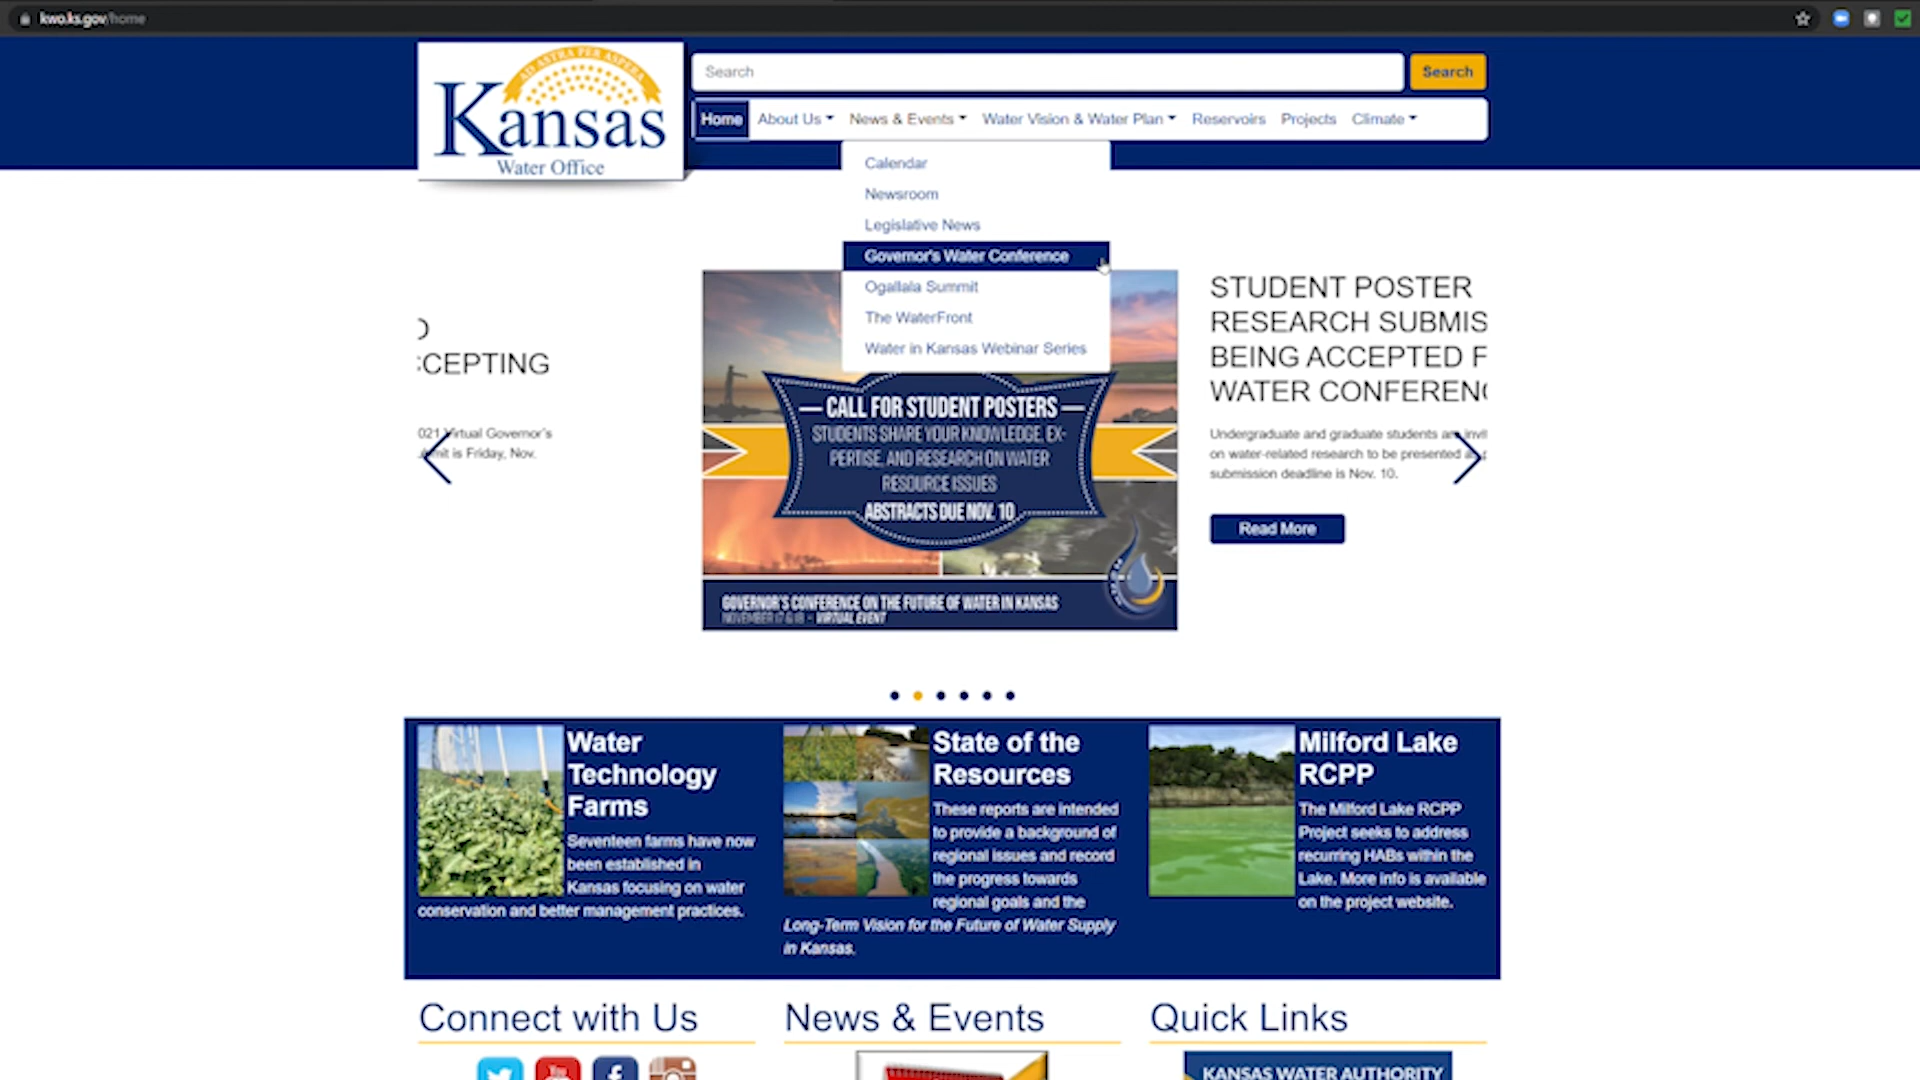 kwo.ks.gov/home
AD ASTRA PER ASPERA
Kansas
Water Office
Search
Search
Home
About Us
News & Events
Water Vision & Water Plan
Reservoirs
Projects
Climate
Calendar
Newsroom
Legislative News
Governor's Water Conference
Ogallala Summit
The WaterFront
Water in Kansas Webinar Series
CEPTING
021 Virtual Governor's
mit is Friday, Nov.
— CALL FOR STUDENT POSTERS —
STUDENTS SHARE YOUR KNOWLEDGE, EX-
PERTISE, AND RESEARCH ON WATER
RESOURCE ISSUES
ABSTRACTS DUE NOV. 10
GOVERNOR'S CONFERENCE ON THE FUTURE OF WATER IN KANSAS
NOVEMBER 17 & 18 - VIRTUAL EVENT
STUDENT POSTER
RESEARCH SUBMIS
BEING ACCEPTED F
WATER CONFEREN
Undergraduate and graduate students are invi
on water-related research to be presented
submission deadline is Nov. 10.
Read More
Water
Technology
Farms
Seventeen farms have now
been established in
Kansas focusing on water
conservation and better management practices.
State of the
Resources
These reports are intended
to provide a background of
regional issues and record
the progress towards
regional goals and the
Long-Term Vision for the Future of Water Supply
in Kansas.
Milford Lake
RCPP
The Milford Lake RCPP
Project seeks to address
recurring HABs within the
Lake. More info is available
on the project website.
Connect with Us
News & Events
Quick Links
You
KANSAS WATER AUTHORITY